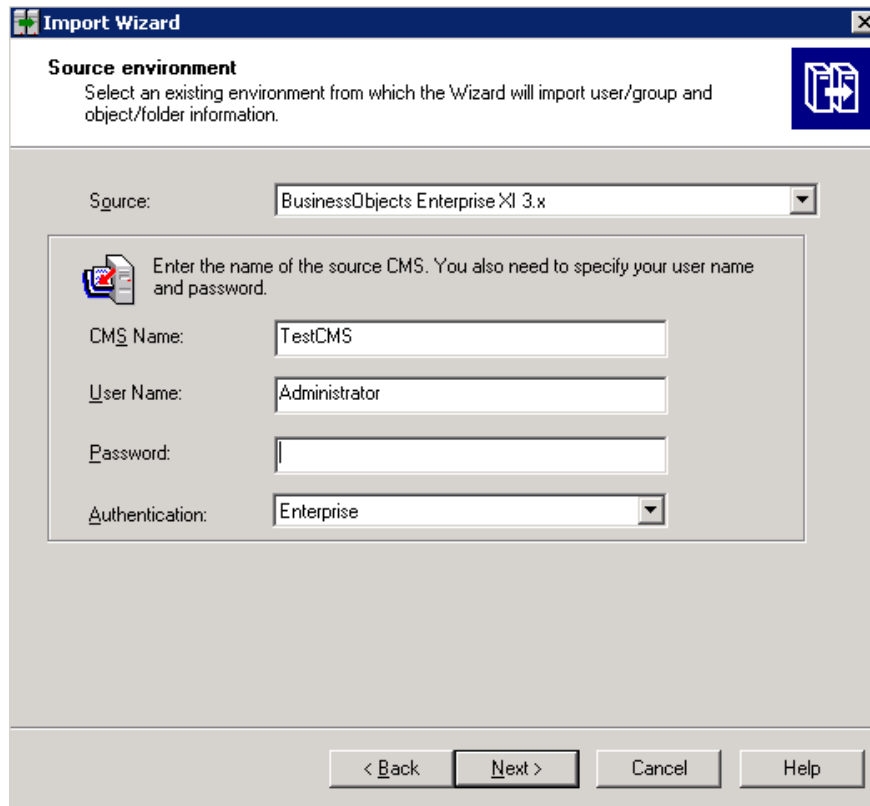 Import Wizard
Source environment
Select an existing environment from which the Wizard will import user/group and
object/folder information.
Source:
BusinessObjects Enterprise XI 3.x
Enter the name of the source CMS. You also need to specify your user name
and password.
CMS Name:
TestCMS
User Name:
Administrator
Password:
Authentication:
Enterprise
< Back
Next >
Cancel
Help